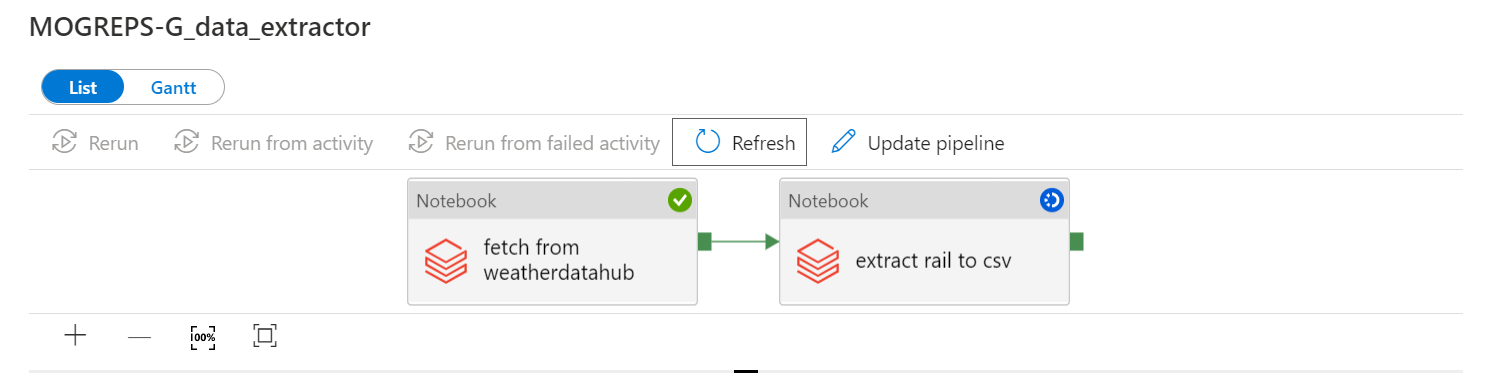 MOGREPS-G_data_extractor
List Gantt
Rerun Rerun from activity Rerun from failed activity Refresh Update pipeline
Notebook Notebook
fetch from
weatherdatahub
extract rail to csv
100%